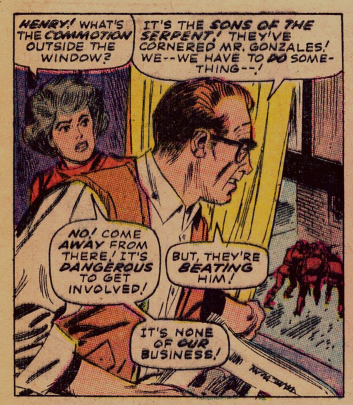 HENRY! WHAT'S
THE COMMOTION
OUTSIDE THE
WINDOW?
IT'S THE SONS OF THE
SERPENT! THEY'VE
CORNERED MR. GONZALES!
WE--WE HAVE TO DO SOME-
THING--!
NO! COME
AWAY FROM
THERE! IT'S
DANGEROUS
TO GET
INVOLVED!
BUT, THEY'RE
BEATING
HIM!
IT'S NONE
OF OUR
BUSINESS!